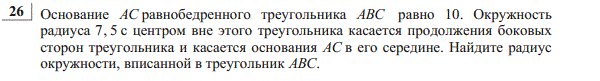 26 Основание AC равнобедренного треугольника ABC равно 10. Окружность
радиуса 7, 5 с центром вне этого треугольника касается продолжения боковых
сторон треугольника и касается основания AC в его середине. Найдите радиус
окружности, вписанной в треугольник ABC.